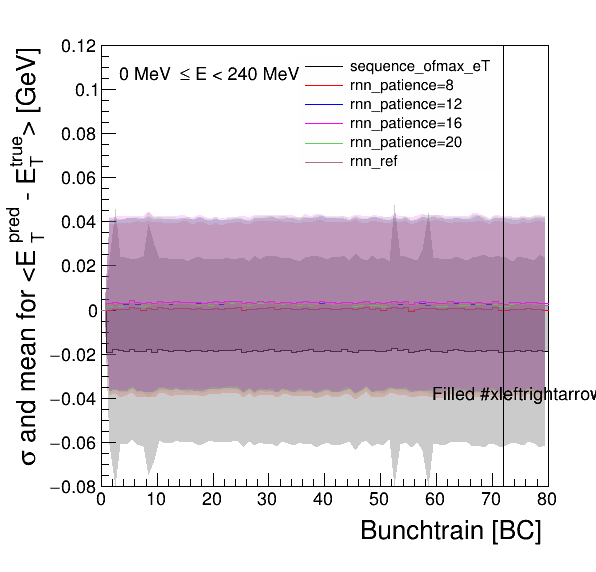 σ and mean for <E_T^pred - E_T^true> [GeV]
0.12
0.1
0.08
0.06
0.04
0.02
0
−0.02
−0.04
−0.06
−0.08
0 MeV ≤ E < 240 MeV
sequence_ofmax_eT
rnn_patience=8
rnn_patience=12
rnn_patience=16
rnn_patience=20
rnn_ref
Filled #xleftrightarrow
0 10 20 30 40 50 60 70 80
Bunchtrain [BC]